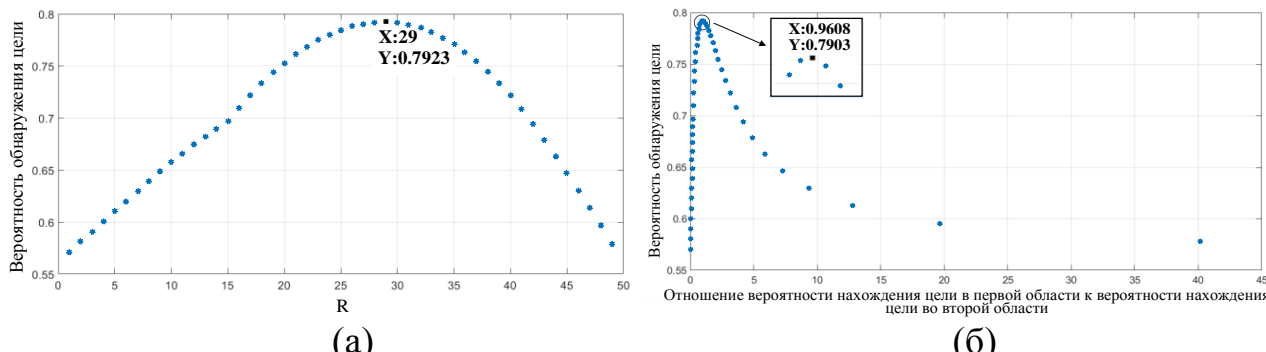 Вероятность обнаружения цели
0.8
0.75
0.7
0.65
0.6
0.55
0 5 10 15 20 25 30 35 40 45 50
X:29
Y:0.7923
R
(а)
Вероятность обнаружения цели
0.8
0.75
0.7
0.65
0.6
0.55
0 5 10 15 20 25 30 35 40 45
X:0.9608
Y:0.7903
Отношение вероятности нахождения цели в первой области к вероятности нахождения
цели во второй области
(б)